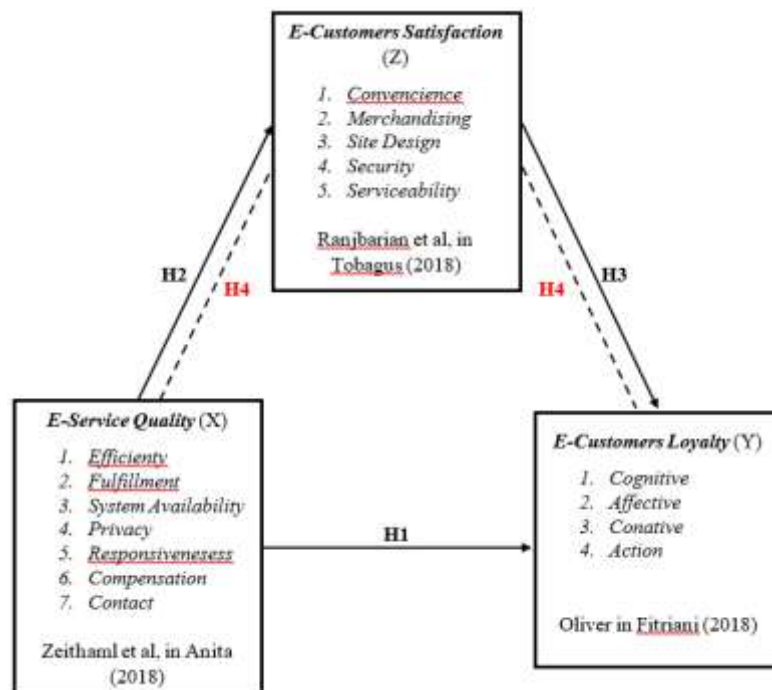 E-Customers Satisfaction
(Z)
1. Convencience
2. Merchandising
3. Site Design
4. Security
5. Serviceability
Ranjbarian et al, in
Tobagus (2018)
H2
H4
H4
H3
E-Service Quality (X)
1. Efficienty
2. Fulfillment
3. System Availability
4. Privacy
5. Responsivenesess
6. Compensation
7. Contact
Zeithaml et al, in Anita
(2018)
H1
E-Customers Loyalty (Y)
1. Cognitive
2. Affective
3. Conative
4. Action
Oliver in Fitriani (2018)